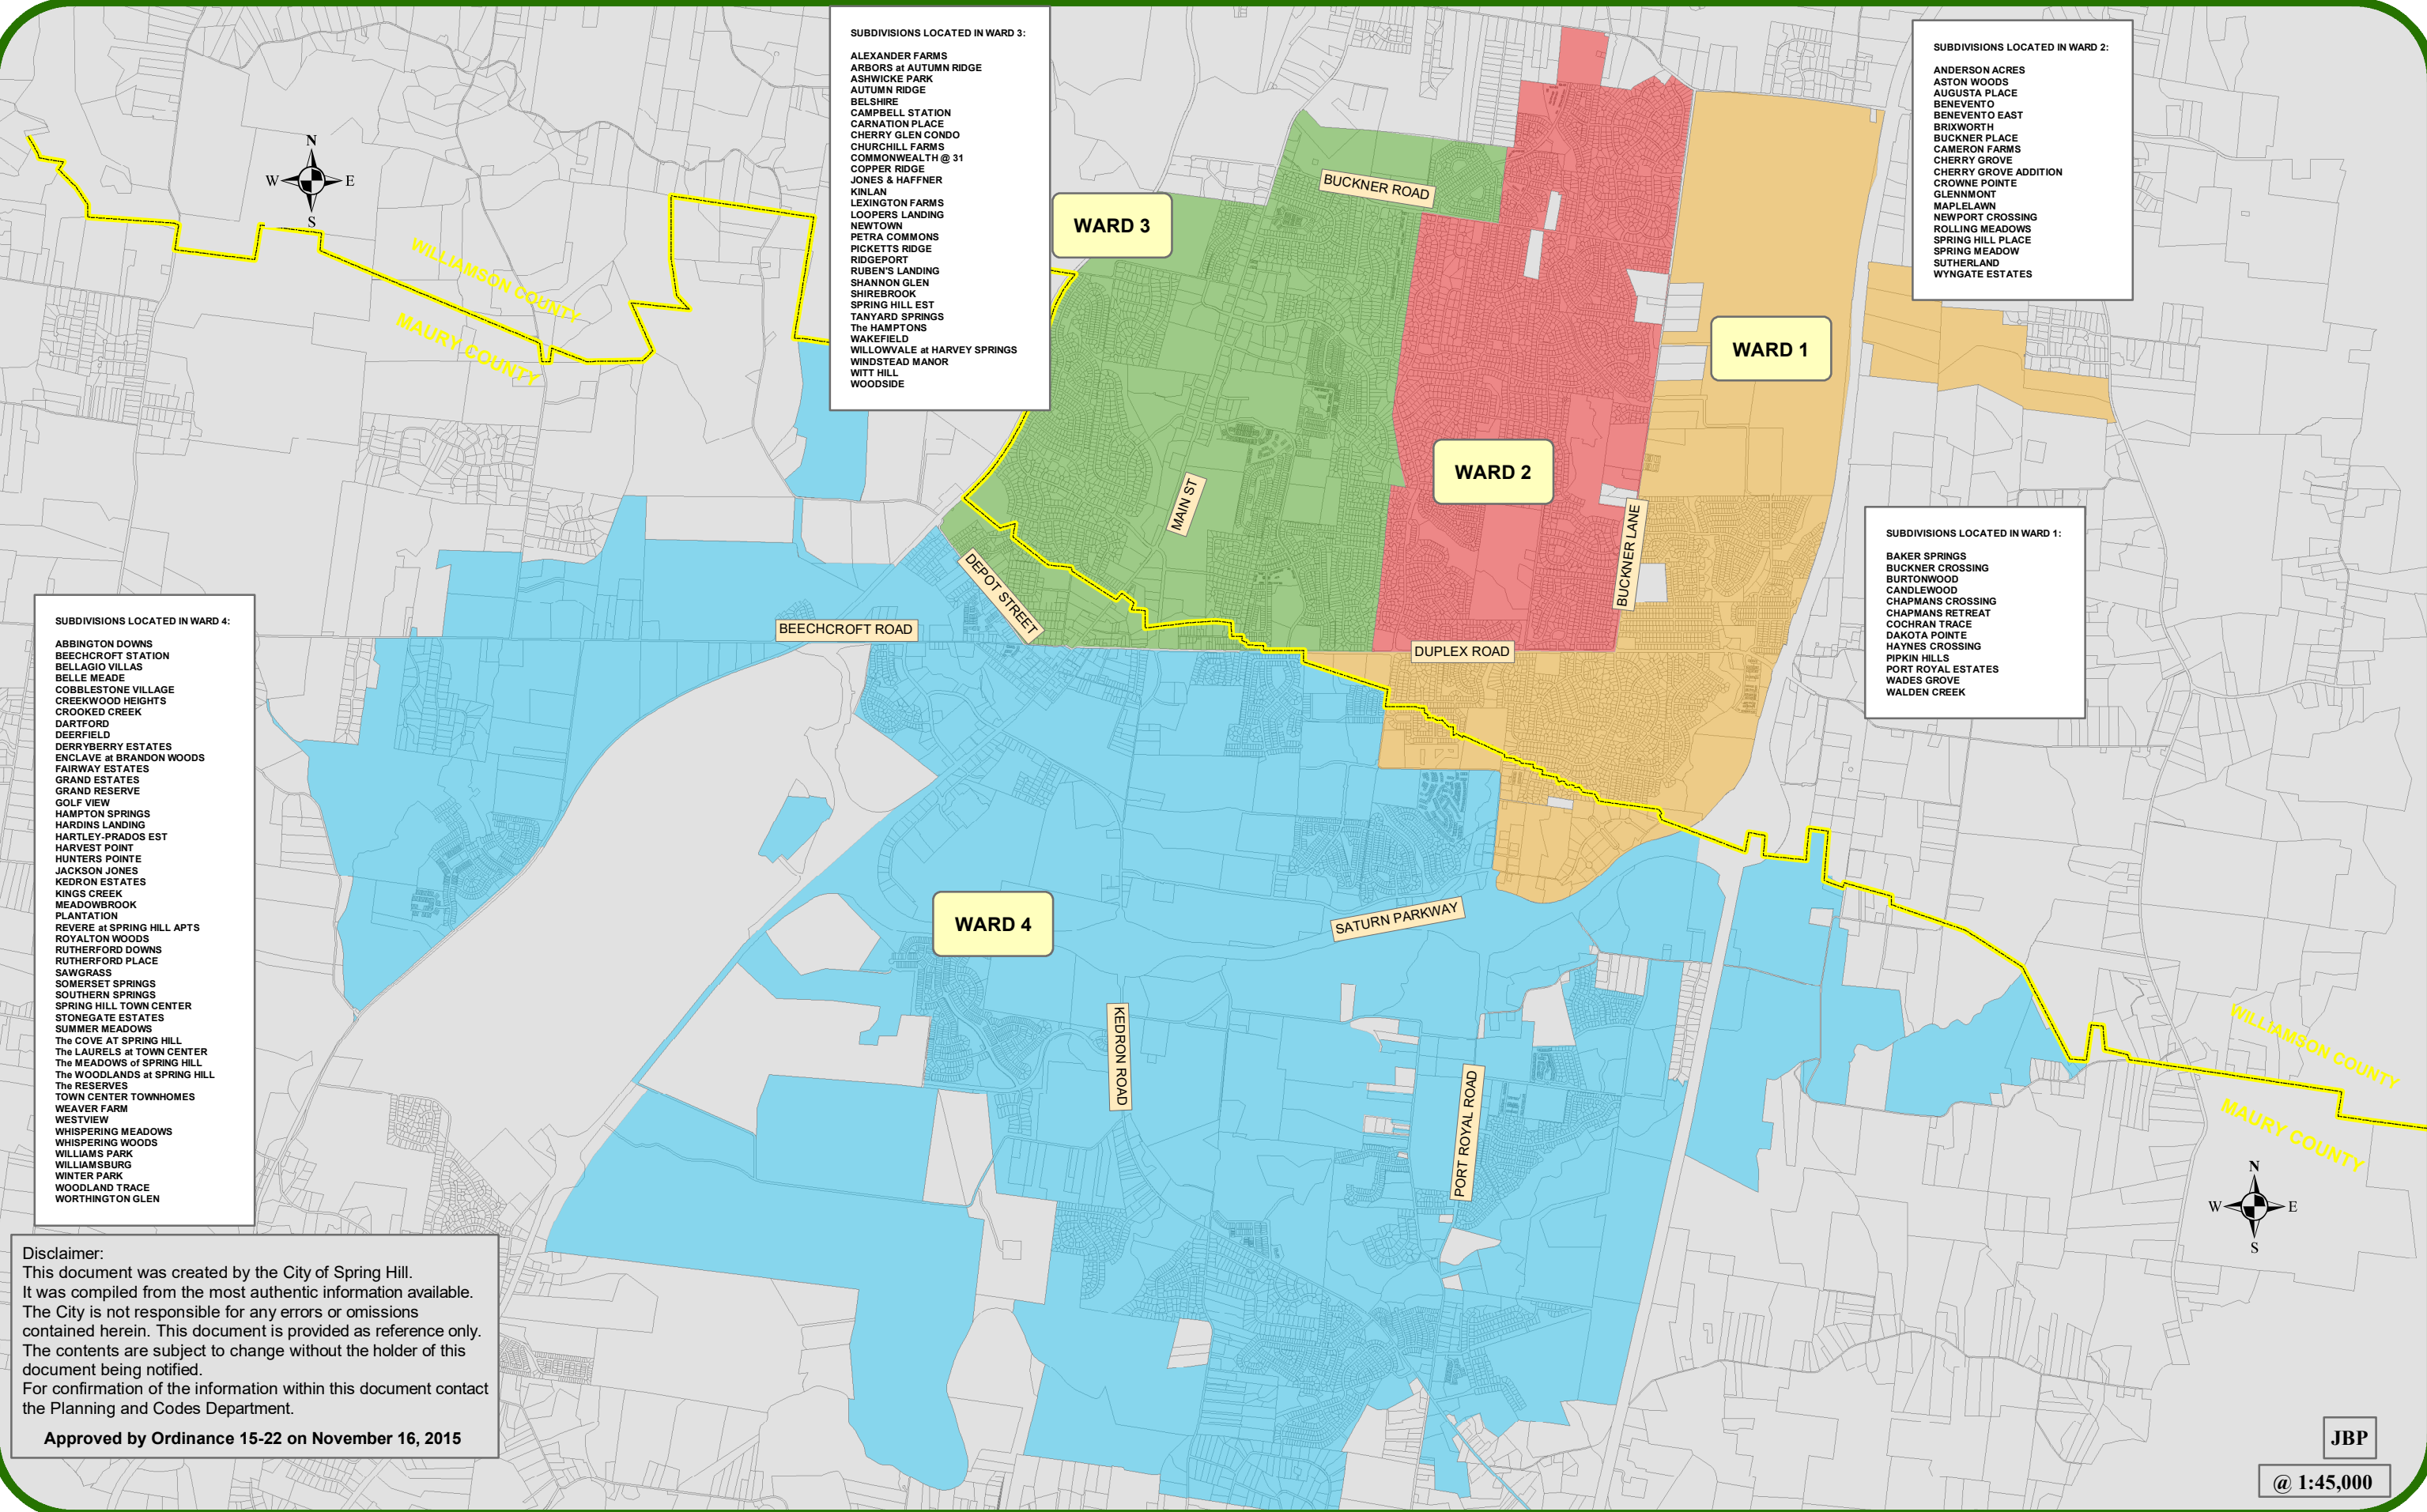 SUBDIVISIONS LOCATED IN WARD 3:
ALEXANDER FARMS
ARBORS at AUTUMN RIDGE
ASHWICKE PARK
AUTUMN RIDGE
BELSHIRE
CAMPBELL STATION
CARNATION PLACE
CHERRY GLEN CONDO
CHURCHILL FARMS
COMMONWEALTH @ 31
COPPER RIDGE
JONES & HAFFNER
KINLAN
LEXINGTON FARMS
LOOPERS LANDING
NEWTOWN
PETRA COMMONS
PICKETTS RIDGE
RIDGEPORT
RUBEN'S LANDING
SHANNON GLEN
SHIREBROOK
SPRING HILL EST
TANYARD SPRINGS
The HAMPTONS
WAKEFIELD
WILLOWVALE at HARVEY SPRINGS
WINDSTEAD MANOR
WITT HILL
WOODSIDE
SUBDIVISIONS LOCATED IN WARD 2:
ANDERSON ACRES
ASTON WOODS
AUGUSTA PLACE
BENEVENTO
BENEVENTO EAST
BRIXWORTH
BUCKNER PLACE
CAMERON FARMS
CHERRY GROVE
CHERRY GROVE ADDITION
CROWNE POINTE
GLENNMONT
MAPLELAWN
NEWPORT CROSSING
ROLLING MEADOWS
SPRING HILL PLACE
SPRING MEADOW
SUTHERLAND
WYNGATE ESTATES
N
W E
S
WILLIAMSON COUNTY
MAURY COUNTY
BUCKNER ROAD
WARD 3
WARD 1
WARD 2
MAIN ST
BUCKNER LANE
DEPOT STREET
BEECHCROFT ROAD
DUPLEX ROAD
SUBDIVISIONS LOCATED IN WARD 1:
BAKER SPRINGS
BUCKNER CROSSING
BURTONWOOD
CANDLEWOOD
CHAPMANS CROSSING
CHAPMANS RETREAT
COCHRAN TRACE
DAKOTA POINTE
HAYNES CROSSING
PIPKIN HILLS
PORT ROYAL ESTATES
WADES GROVE
WALDEN CREEK
SUBDIVISIONS LOCATED IN WARD 4:
ABBINGTON DOWNS
BEECHCROFT STATION
BELLAGIO VILLAS
BELLE MEADE
COBBLESTONE VILLAGE
CREEKWOOD HEIGHTS
CROOKED CREEK
DARTFORD
DEERFIELD
DERRYBERRY ESTATES
ENCLAVE at BRANDON WOODS
FAIRWAY ESTATES
GRAND ESTATES
GRAND RESERVE
GOLF VIEW
HAMPTON SPRINGS
HARDINS LANDING
HARTLEY-PRADOS EST
HARVEST POINT
HUNTERS POINTE
JACKSON JONES
KEDRON ESTATES
KINGS CREEK
MEADOWBROOK
PLANTATION
REVERE at SPRING HILL APTS
ROYALTON WOODS
RUTHERFORD DOWNS
RUTHERFORD PLACE
SAWGRASS
SOMERSET SPRINGS
SOUTHERN SPRINGS
SPRING HILL TOWN CENTER
STONEGATE ESTATES
SUMMER MEADOWS
The COVE AT SPRING HILL
The LAURELS at TOWN CENTER
The MEADOWS of SPRING HILL
The WOODLANDS at SPRING HILL
The RESERVES
TOWN CENTER TOWNHOMES
WEAVER FARM
WESTVIEW
WHISPERING MEADOWS
WHISPERING WOODS
WILLIAMS PARK
WILLIAMSBURG
WINTER PARK
WOODLAND TRACE
WORTHINGTON GLEN
WARD 4
SATURN PARKWAY
KEDRON ROAD
PORT ROYAL ROAD
WILLIAMSON COUNTY
MAURY COUNTY
N
W E
S
Disclaimer:
This document was created by the City of Spring Hill.
It was compiled from the most authentic information available.
The City is not responsible for any errors or omissions
contained herein. This document is provided as reference only.
The contents are subject to change without the holder of this
document being notified.
For confirmation of the information within this document contact
the Planning and Codes Department.
Approved by Ordinance 15-22 on November 16, 2015
JBP
@ 1:45,000